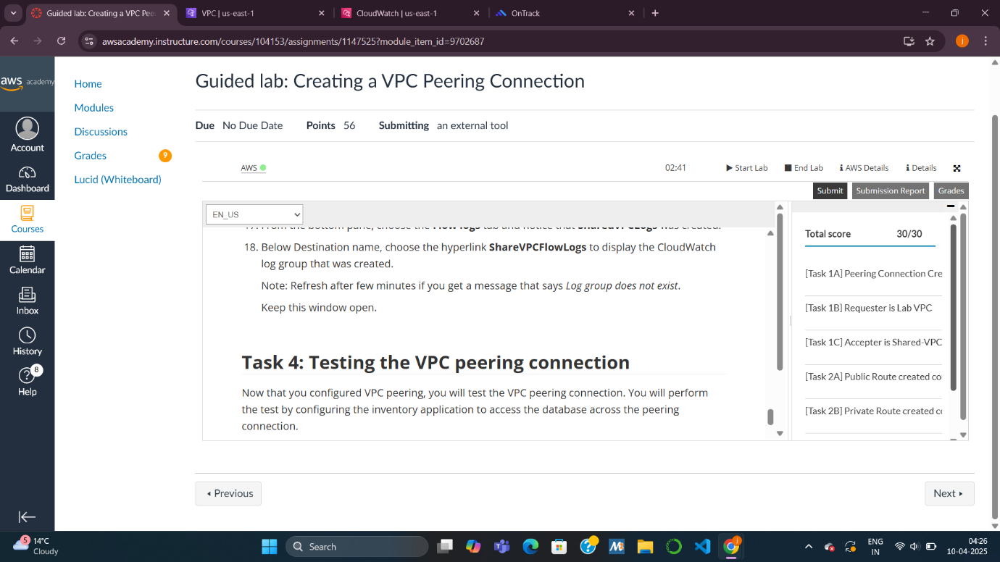 Guided lab: Creating a VPC Pee
VPC | us-east-1
CloudWatch | us-east-1
OnTrack
awsacademy.instructure.com/courses/104153/assignments/1147525?module_item_id=9702687
j
aws academy
Account
Dashboard
Courses
Calendar
Inbox
History
8
Help
Home
Modules
Discussions
Grades 9
Lucid (Whiteboard)
Guided lab: Creating a VPC Peering Connection
Due No Due Date Points 56 Submitting an external tool
AWS 02:41 Start Lab End Lab AWS Details Details
Submit Submission Report Grades
EN_US
17. From the bottom pane, choose the Flow logs tab and notice that SharedVPCLogs was created.
18. Below Destination name, choose the hyperlink ShareVPCFlowLogs to display the CloudWatch
log group that was created.
Note: Refresh after few minutes if you get a message that says Log group does not exist.
Keep this window open.
Task 4: Testing the VPC peering connection
Now that you configured VPC peering, you will test the VPC peering connection. You will perform
the test by configuring the inventory application to access the database across the peering
connection.
Total score 30/30
[Task 1A] Peering Connection Cre
[Task 1B] Requester is Lab VPC
[Task 1C] Accepter is Shared-VPC
[Task 2A] Public Route created co
[Task 2B] Private Route created co
Previous
Next
5
14°C
Cloudy
Search
ENG
IN
04:26
10-04-2025